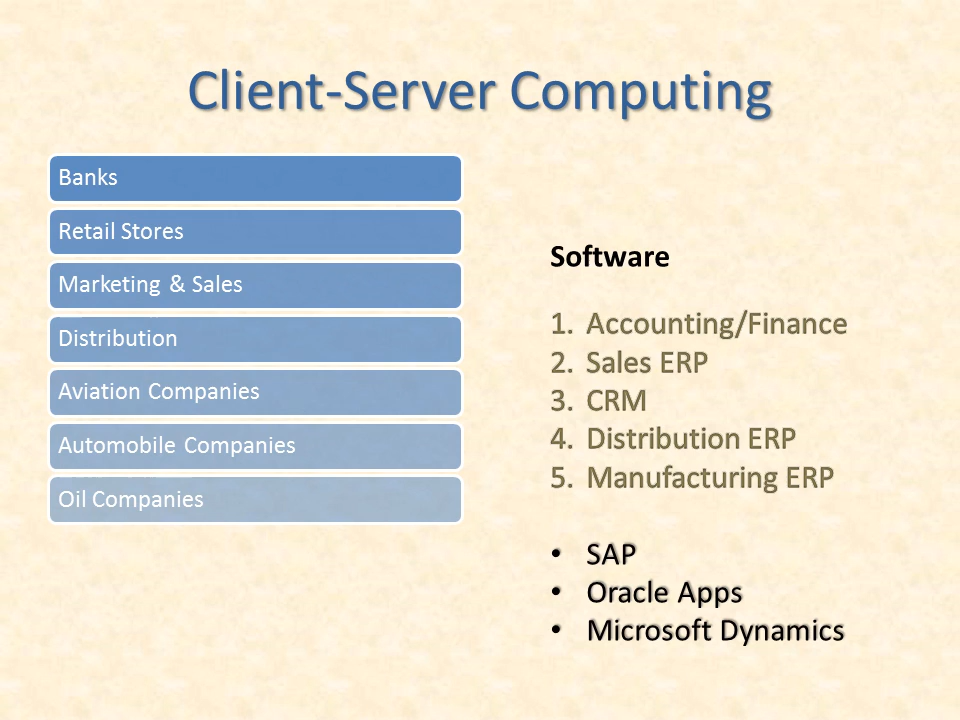 Client-Server Computing
Banks
Retail Stores
Marketing & Sales
Distribution
Aviation Companies
Automobile Companies
Oil Companies
Software
1. Accounting/Finance
2. Sales ERP
3. CRM
4. Distribution ERP
5. Manufacturing ERP
• SAP
• Oracle Apps
• Microsoft Dynamics